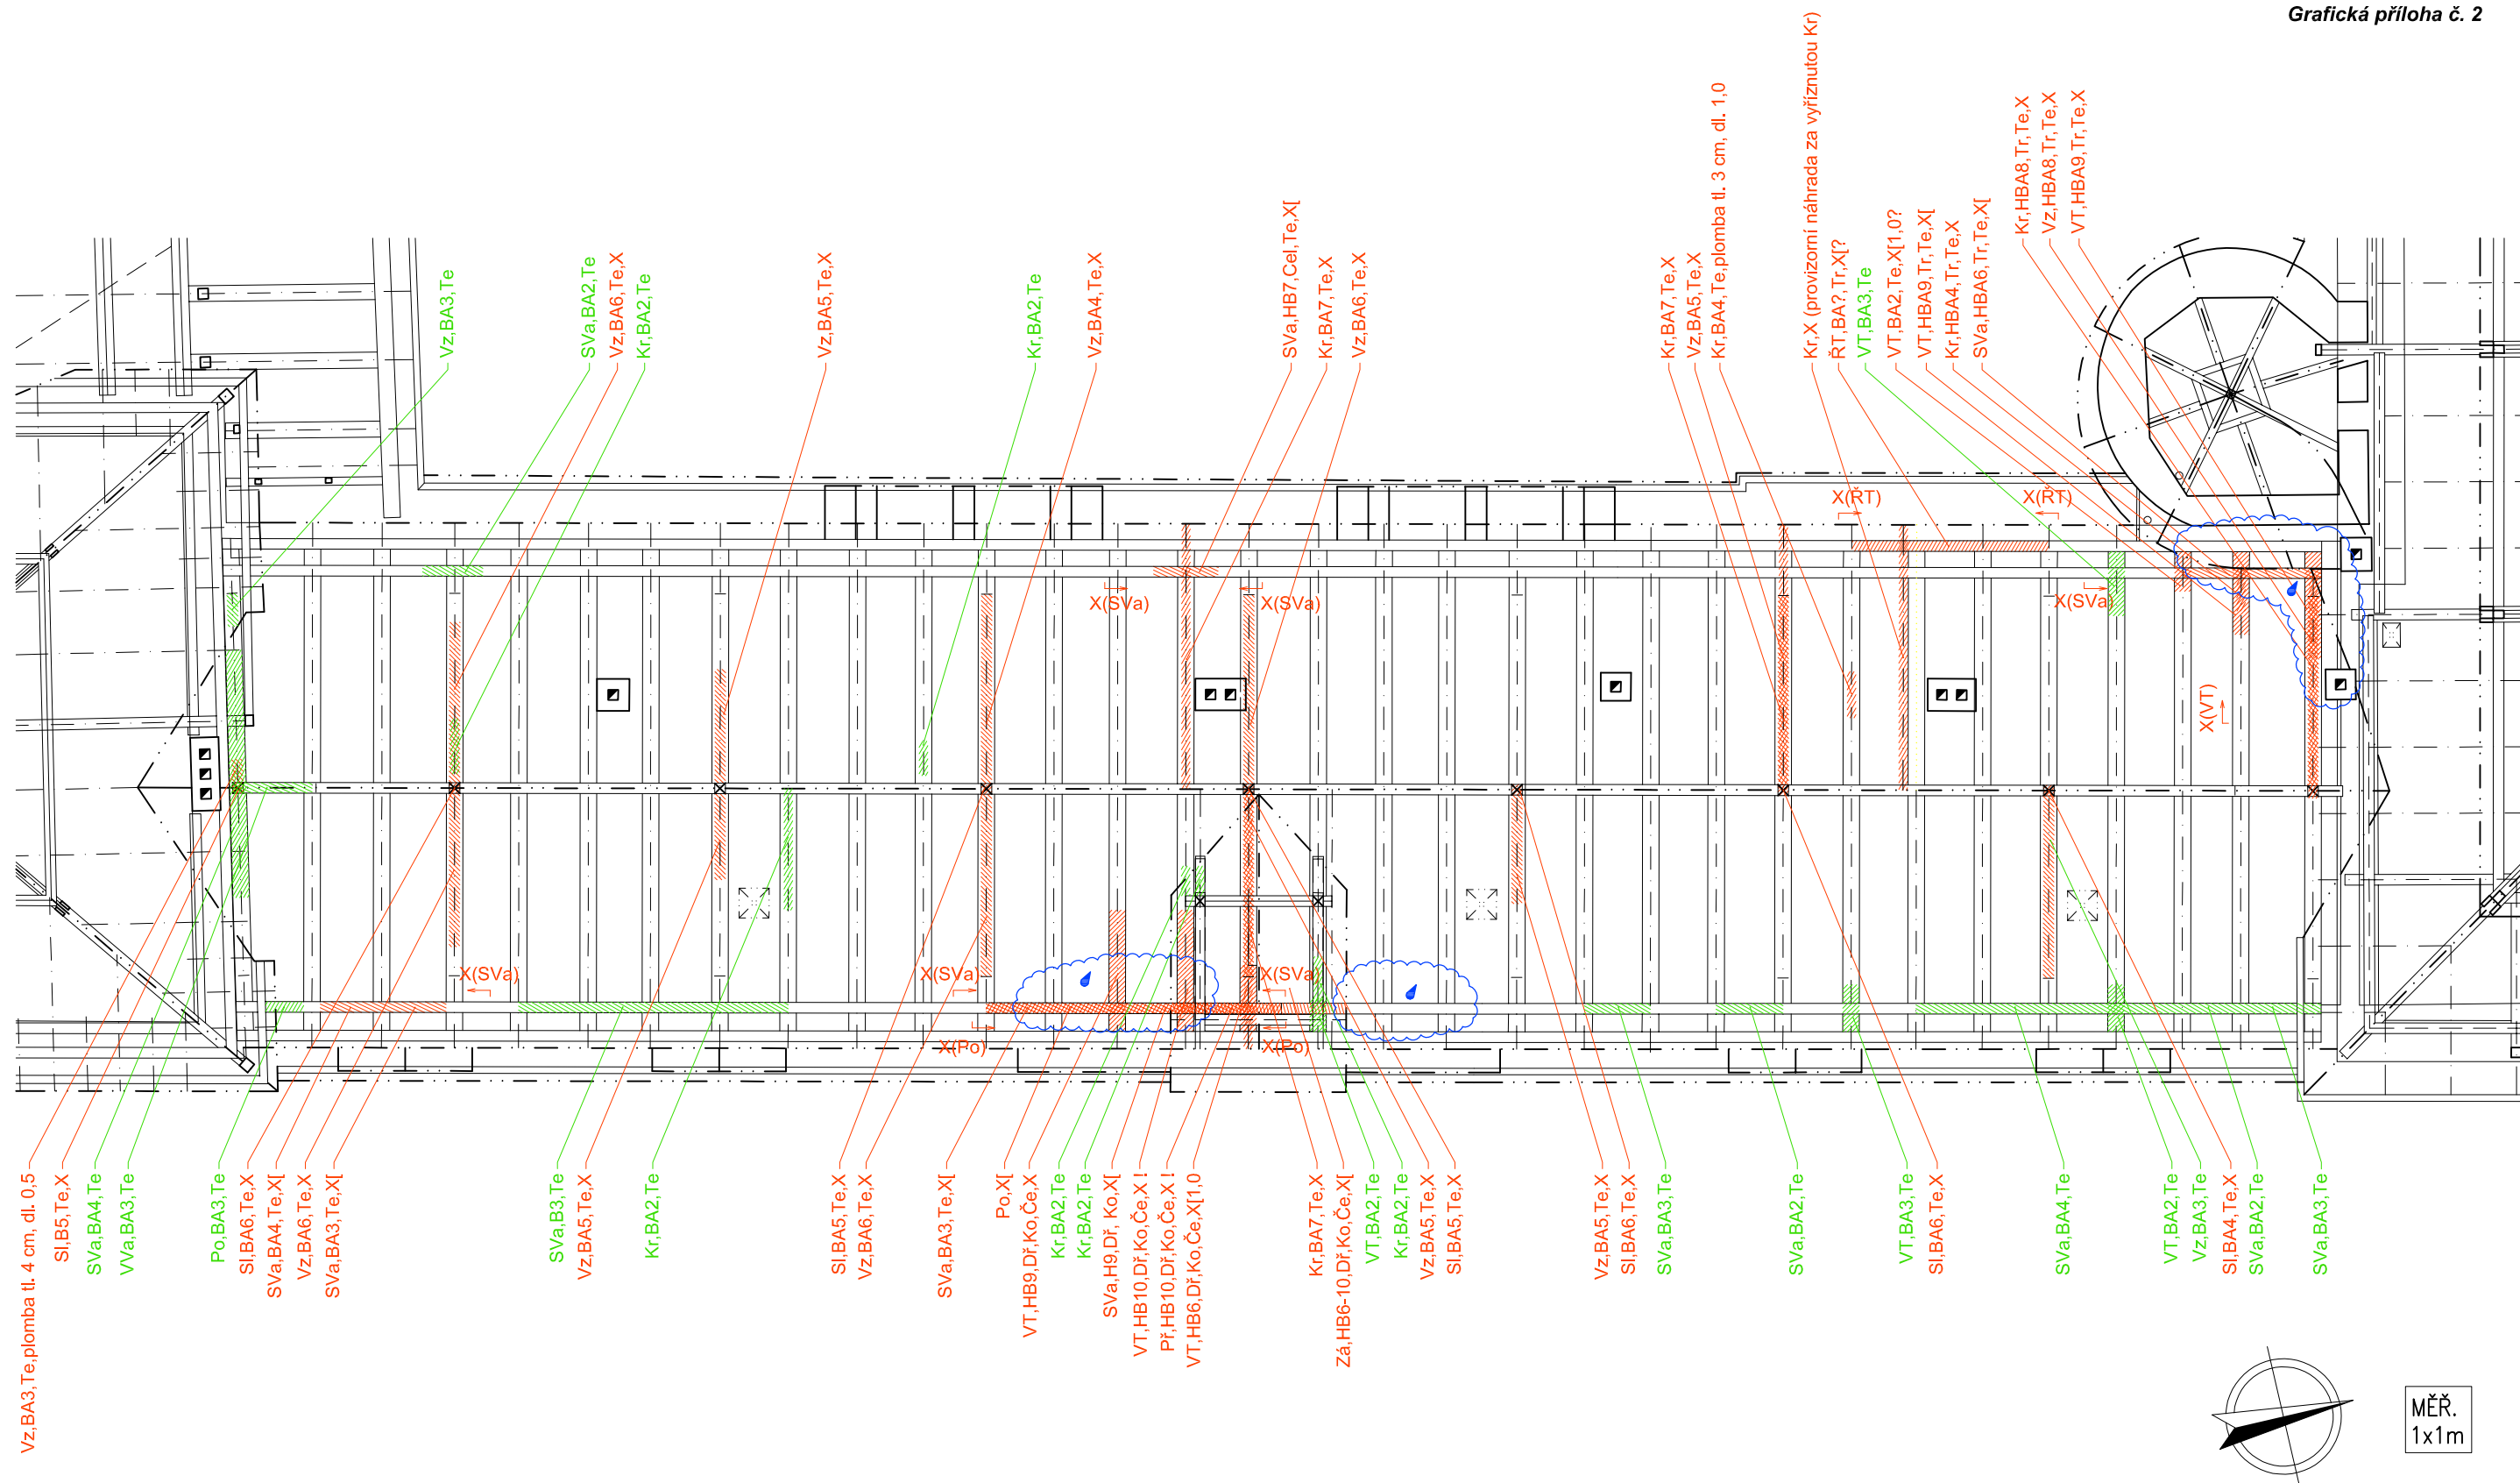 Grafická příloha č. 2
Vz,BA3,Te
SVa,BA2,Te
Vz,BA6,Te,X
Kr,BA2,Te
Vz,BA5,Te,X
Kr,BA2,Te
Vz,BA4,Te,X
SVa,HB7,Cel,Te,X[
Kr,BA7,Te,X
Vz,BA6,Te,X
Kr,BA7,Te,X
Vz,BA5,Te,X
Kr,BA4,Te,plomba tl. 3 cm, dl. 1,0
Kr,X (provizorní náhrada za vyříznutou Kr)
ŘT,BA?,Tr,X[?
VT,BA3,Te
VT,BA2,Te,X[1,0?
VT,HBA9,Tr,Te,X[
Kr,HBA4,Tr,Te,X
SVa,HBA6,Tr,Te,X[
Kr,HBA8,Tr,Te,X
Vz,HBA8,Tr,Te,X
VT,HBA9,Tr,Te,X
X(ŘT)
X(ŘT)
X(SVa)
X(SVa)
X(SVa)
X(VT)
X(SVa)
X(SVa)
X(SVa)
X(Po)
X(Po)
Vz,BA3,Te,plomba tl. 4 cm, dl. 0,5
Sl,B5,Te,X
SVa,BA4,Te
VVa,BA3,Te
Po,BA3,Te
Sl,BA6,Te,X
SVa,BA4,Te,X[
Vz,BA6,Te,X
SVa,BA3,Te,X[
SVa,B3,Te
Vz,BA5,Te,X
Kr,BA2,Te
Sl,BA5,Te,X
Vz,BA6,Te,X
SVa,BA3,Te,X[
Po,X[
VT,HB9,Dř,Ko,Če,X
Kr,BA2,Te
Kr,BA2,Te
SVa,H9,Dř, Ko,X[
VT,HB10,Dř,Ko,Če,X !
Př,HB10,Dř,Ko,Če,X !
VT,HB6,Dř,Ko,Če,X[1,0
Kr,BA7,Te,X
Zá,HB6-10,Dř,Ko,Če,X[
VT,BA2,Te
Kr,BA2,Te
Vz,BA5,Te,X
Sl,BA5,Te,X
Vz,BA5,Te,X
Sl,BA6,Te,X
SVa,BA3,Te
SVa,BA2,Te
VT,BA3,Te
Sl,BA6,Te,X
SVa,BA4,Te
VT,BA2,Te
Vz,BA3,Te
Sl,BA4,Te,X
SVa,BA2,Te
SVa,BA3,Te
MĚŘ.
1x1m